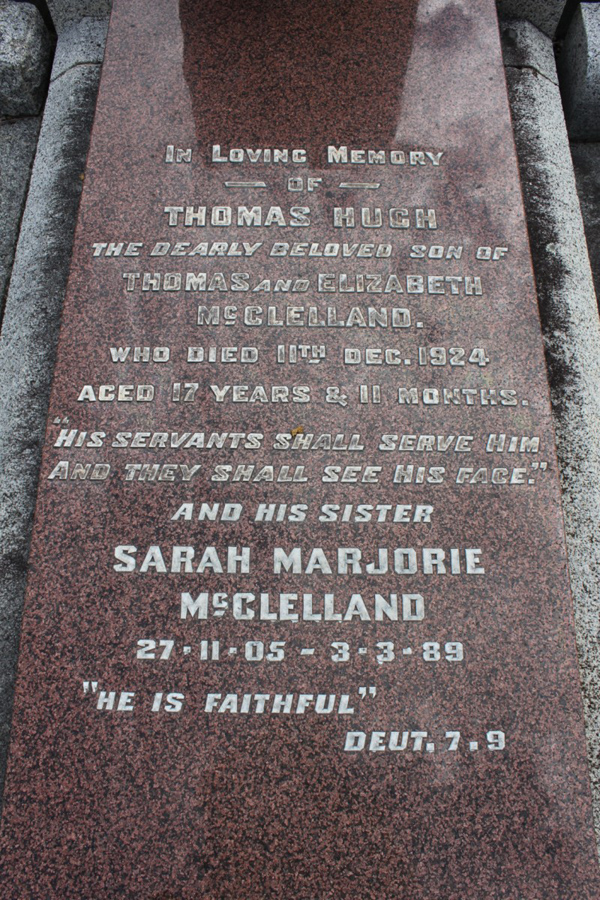 In Loving Memory
— OF —
THOMAS HUGH
THE DEARLY BELOVED SON OF
THOMAS AND ELIZABETH
McCLELLAND.
WHO DIED 11TH DEC. 1924
AGED 17 YEARS & 11 MONTHS.
"HIS SERVANTS SHALL SERVE HIM
AND THEY SHALL SEE HIS FACE."
AND HIS SISTER
SARAH MARJORIE
McCLELLAND
27·11·05 – 3·3·89
"HE IS FAITHFUL"
DEUT. 7.9